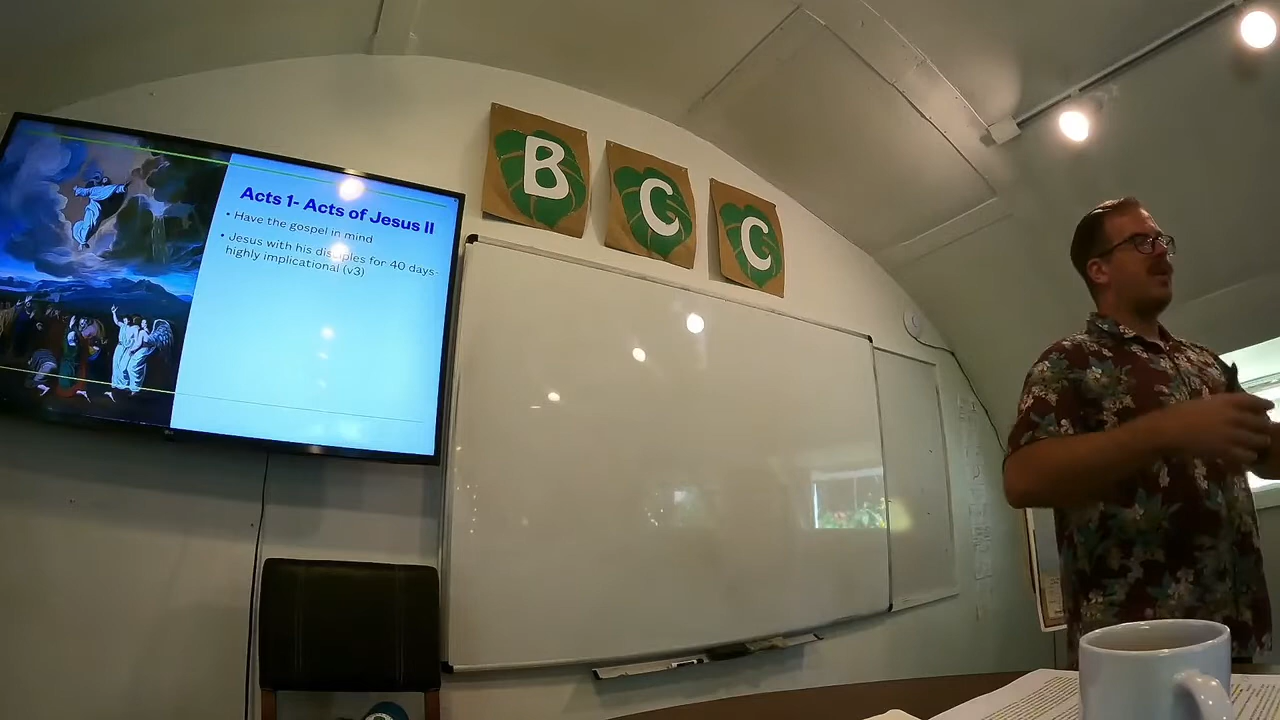 Acts 1- Acts of Jesus II
• Have the gospel in mind
• Jesus with his disciples for 40 days-
highly implicational (v3)
B C C